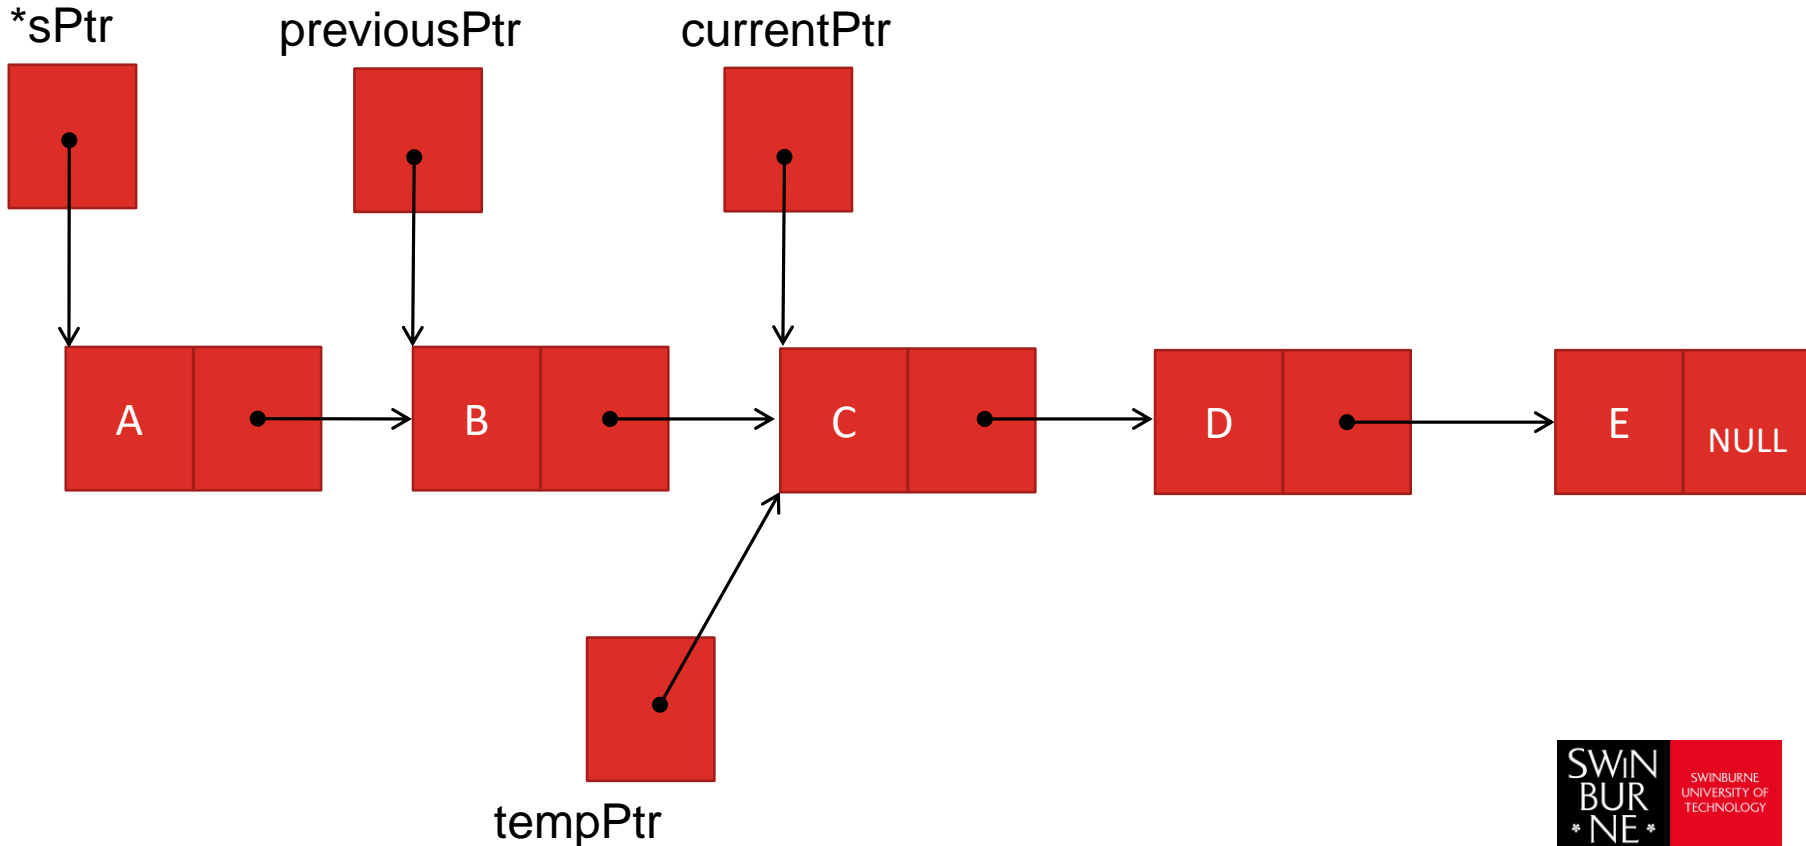 *sPtr
previousPtr
currentPtr
A
B
C
D
E
NULL
tempPtr
SWIN
BUR
* NE *
SWINBURNE
UNIVERSITY OF
TECHNOLOGY